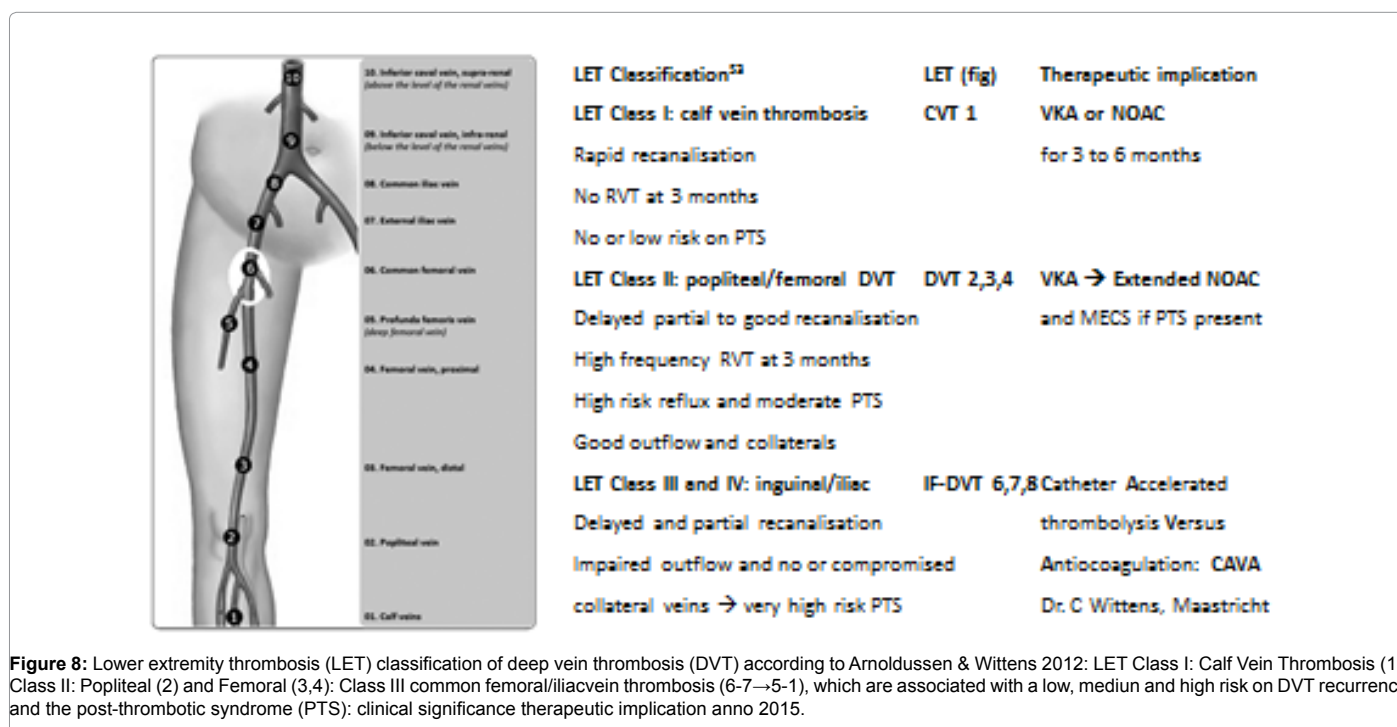 10
9
8
7
6
5
4
3
2
1
10. Inferior caval vein, supra-renal
(above the level of the renal veins)
09. Inferior caval vein, infra-renal
(below the level of the renal veins)
08. Common iliac vein
07. External iliac vein
06. Common femoral vein
05. Profunda femoris vein
(deep femoral vein)
04. Femoral vein, proximal
03. Femoral vein, distal
02. Popliteal vein
01. Calf veins
LET Classification⁵³ LET (fig) Therapeutic implication
LET Class I: calf vein thrombosis CVT 1 VKA or NOAC
Rapid recanalisation for 3 to 6 months
No RVT at 3 months
No or low risk on PTS
LET Class II: popliteal/femoral DVT DVT 2,3,4 VKA → Extended NOAC
Delayed partial to good recanalisation and MECS if PTS present
High frequency RVT at 3 months
High risk reflux and moderate PTS
Good outflow and collaterals
LET Class III and IV: inguinal/iliac IF-DVT 6,7,8 Catheter Accelerated
Delayed and partial recanalisation thrombolysis Versus
Impaired outflow and no or compromised Antiocoagulation: CAVA
collateral veins → very high risk PTS Dr. C Wittens, Maastricht
Figure 8: Lower extremity thrombosis (LET) classification of deep vein thrombosis (DVT) according to Arnoldussen & Wittens 2012: LET Class I: Calf Vein Thrombosis (1
Class II: Popliteal (2) and Femoral (3,4): Class III common femoral/iliacvein thrombosis (6-7→5-1), which are associated with a low, mediun and high risk on DVT recurrenc
and the post-thrombotic syndrome (PTS): clinical significance therapeutic implication anno 2015.